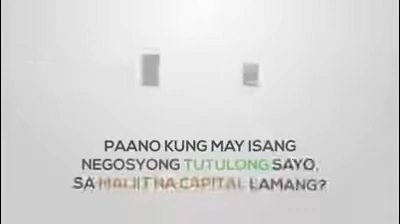 PAANO KUNG MAY ISANG
NEGOSYONG TUTULONG SAYO,
SA MALIIT NA CAPITAL LAMANG?